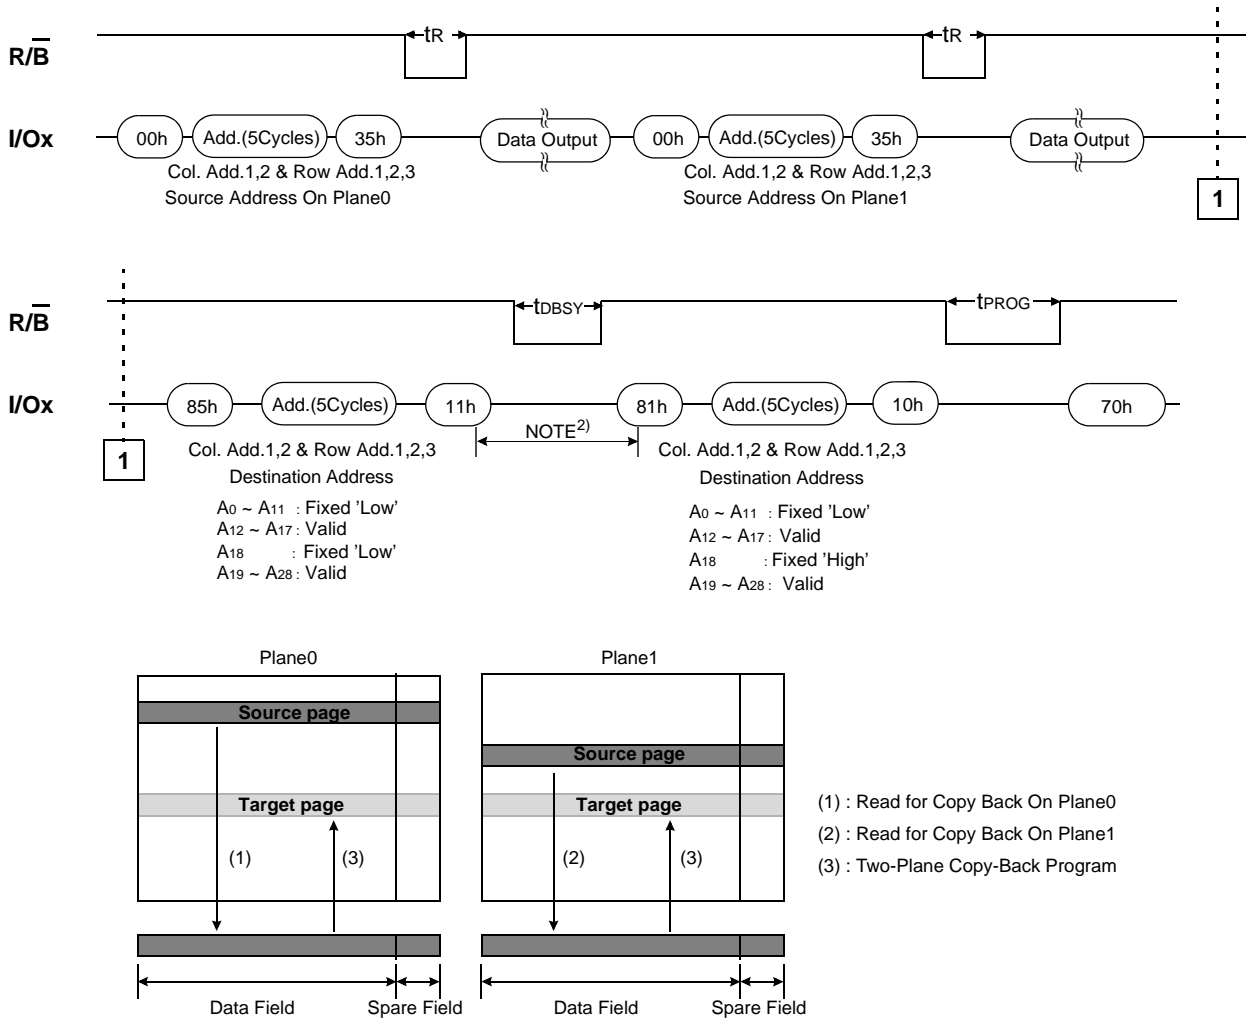 R/B tR tR
I/Ox 00h Add.(5Cycles) 35h Data Output 00h Add.(5Cycles) 35h Data Output
Col. Add.1,2 & Row Add.1,2,3 Col. Add.1,2 & Row Add.1,2,3
Source Address On Plane0 Source Address On Plane1
1
R/B tDBSY tPROG
I/Ox 85h Add.(5Cycles) 11h 81h Add.(5Cycles) 10h 70h
NOTE2)
1
Col. Add.1,2 & Row Add.1,2,3 Col. Add.1,2 & Row Add.1,2,3
Destination Address Destination Address
A0 ~ A11 : Fixed 'Low' A0 ~ A11 : Fixed 'Low'
A12 ~ A17 : Valid A12 ~ A17 : Valid
A18 : Fixed 'Low' A18 : Fixed 'High'
A19 ~ A28 : Valid A19 ~ A28 : Valid
Plane0 Plane1
Source page
Source page
Target page Target page
(1) : Read for Copy Back On Plane0
(2) : Read for Copy Back On Plane1
(3) : Two-Plane Copy-Back Program
(1) (3) (2) (3)
Data Field Spare Field Data Field Spare Field